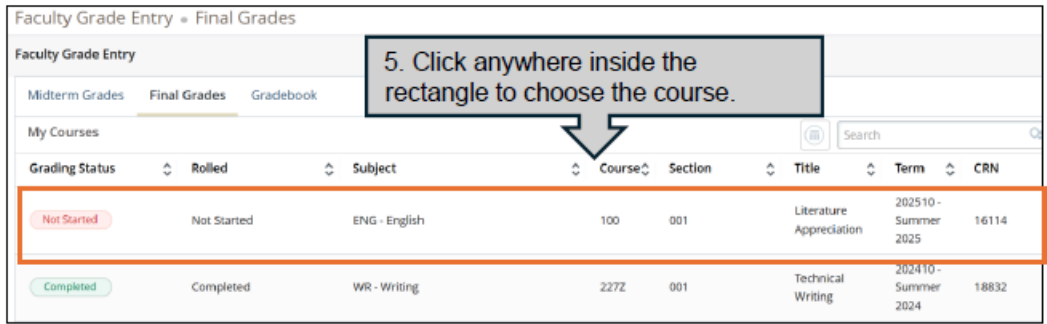 Faculty Grade Entry • Final Grades
Faculty Grade Entry
5. Click anywhere inside the
rectangle to choose the course.
Midterm Grades Final Grades Gradebook
My Courses Search
Grading Status Rolled Subject Course Section Title Term CRN
Not Started Not Started ENG - English 100 001 Literature Appreciation 202510 - Summer 2025 16114
Completed Completed WR - Writing 227Z 001 Technical Writing 202410 - Summer 2024 18832